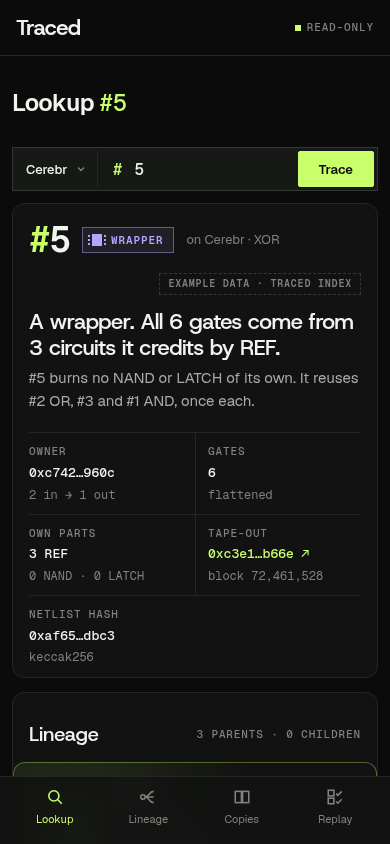 Traced
READ-ONLY
Lookup #5
Cerebr
# 5
Trace
#5
WRAPPER
on Cerebr · XOR
EXAMPLE DATA · TRACED INDEX
A wrapper. All 6 gates come from
3 circuits it credits by REF.
#5 burns no NAND or LATCH of its own. It reuses
#2 OR, #3 and #1 AND, once each.
OWNER
0xc742…960c
2 in → 1 out
GATES
6
flattened
OWN PARTS
3 REF
0 NAND · 0 LATCH
TAPE-OUT
0xc3e1…b66e ↗
block 72,461,528
NETLIST HASH
0xaf65…dbc3
keccak256
Lineage
3 PARENTS · 0 CHILDREN
Lookup
Lineage
Copies
Replay